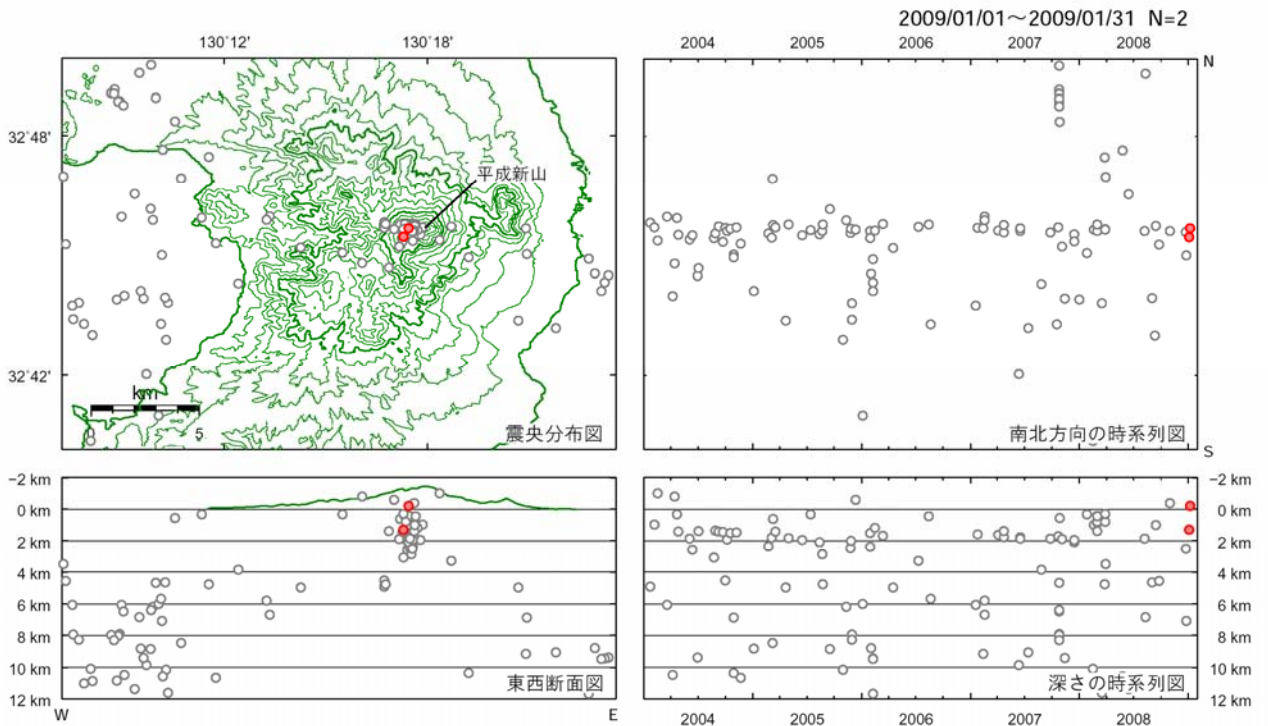 2009/01/01～2009/01/31 N=2
130°12' 130°18'
2004 2005 2006 2007 2008
N
平成新山
32°48'
32°42'
km
0 5
震央分布図
南北方向の時系列図
S
-2 km
0 km
2 km
4 km
6 km
8 km
10 km
12 km
東西断面図
W E
-2 km
0 km
2 km
4 km
6 km
8 km
10 km
12 km
深さの時系列図
2004 2005 2006 2007 2008